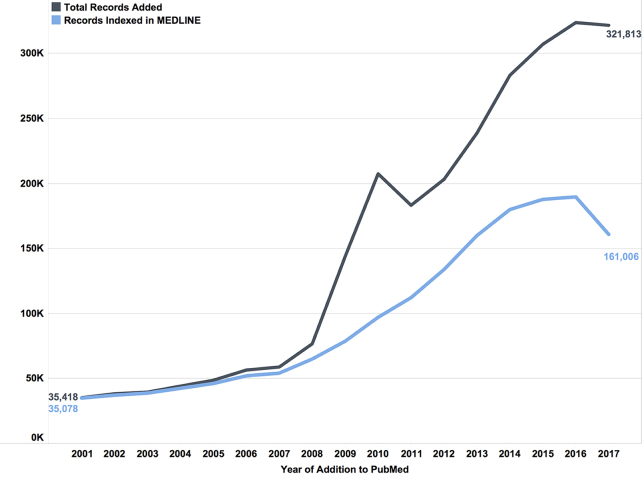 Total Records Added
Records Indexed in MEDLINE
321,813
300K
250K
200K
150K
161,006
100K
50K
35,418
35,078
0K
2001 2002 2003 2004 2005 2006 2007 2008 2009 2010 2011 2012 2013 2014 2015 2016 2017
Year of Addition to PubMed